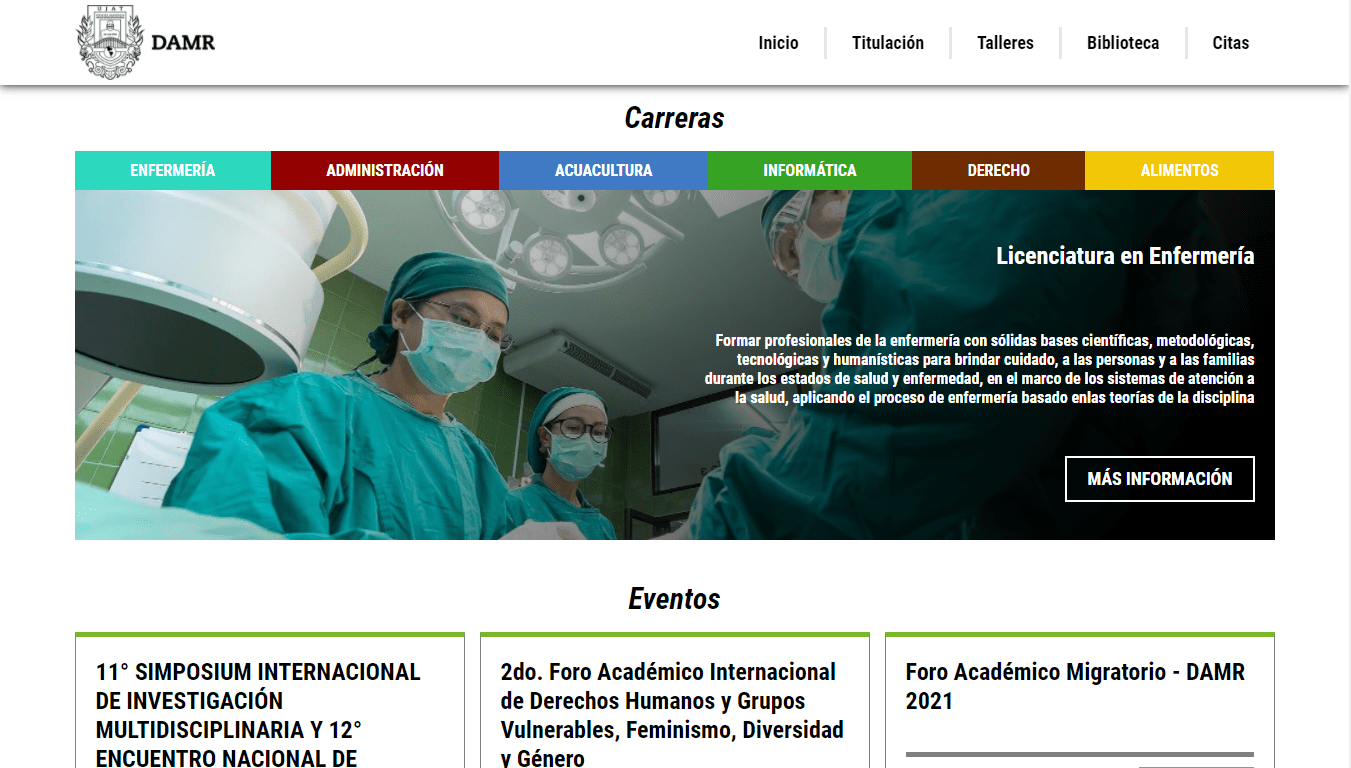 UJAT
DAMR
Inicio
Titulación
Talleres
Biblioteca
Citas
Carreras
ENFERMERÍA
ADMINISTRACIÓN
ACUACULTURA
INFORMÁTICA
DERECHO
ALIMENTOS
Licenciatura en Enfermería
Formar profesionales de la enfermería con sólidas bases científicas, metodológicas,
tecnológicas y humanísticas para brindar cuidado, a las personas y a las familias
durante los estados de salud y enfermedad, en el marco de los sistemas de atención a
la salud, aplicando el proceso de enfermería basado enlas teorías de la disciplina
MÁS INFORMACIÓN
Eventos
11° SIMPOSIUM INTERNACIONAL
DE INVESTIGACIÓN
MULTIDISCIPLINARIA Y 12°
ENCUENTRO NACIONAL DE
2do. Foro Académico Internacional
de Derechos Humanos y Grupos
Vulnerables, Feminismo, Diversidad
y Género
Foro Académico Migratorio - DAMR
2021